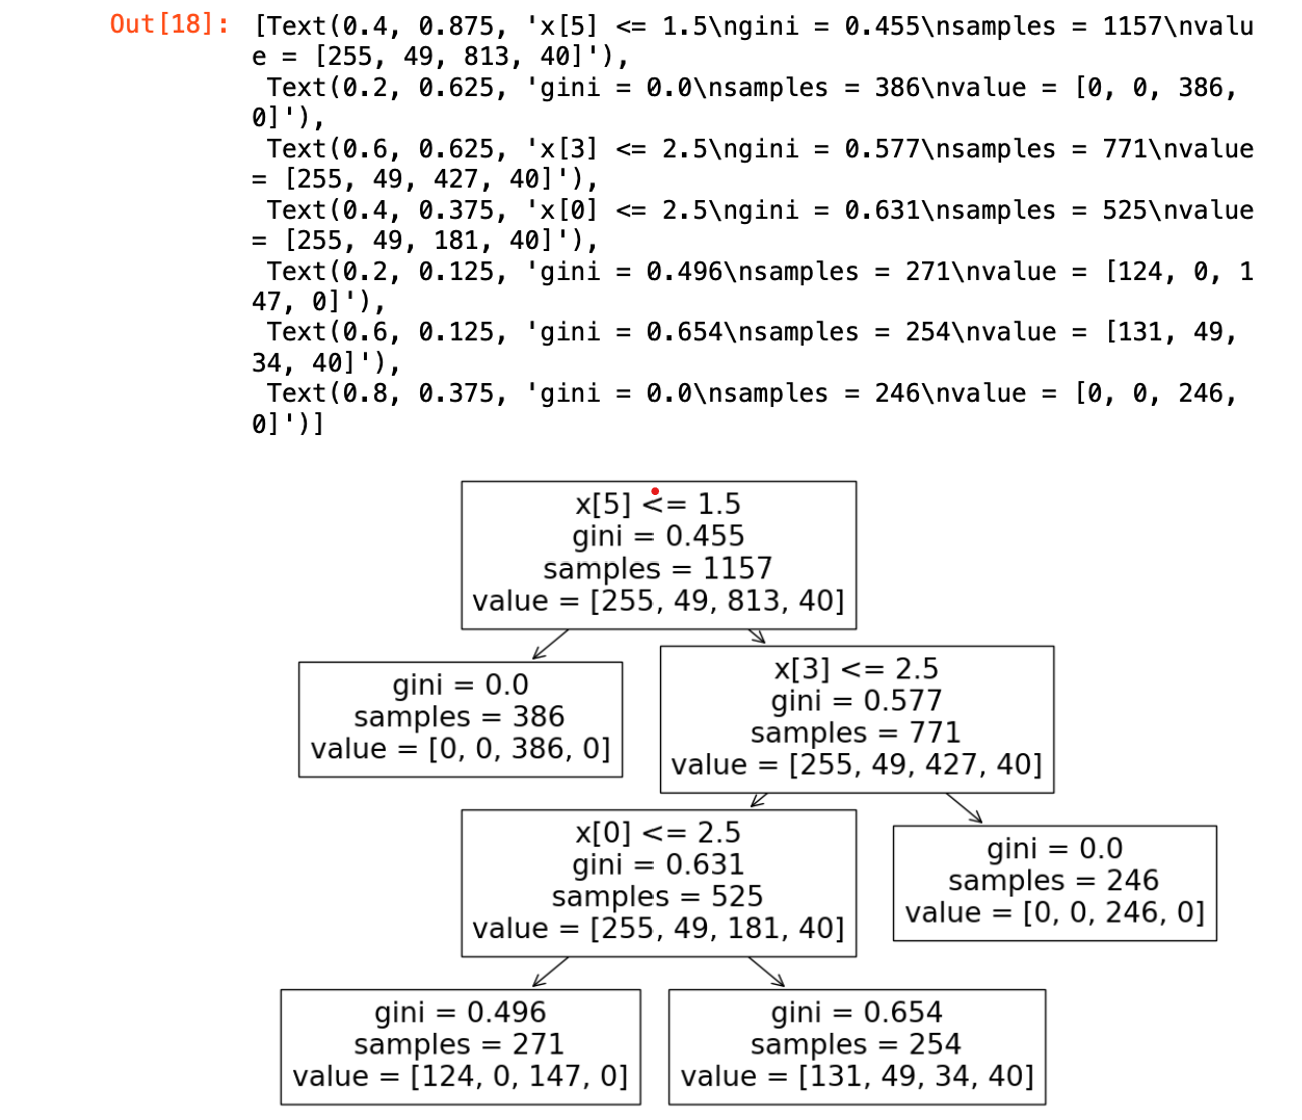 Out[18]: [Text(0.4, 0.875, 'x[5] <= 1.5\ngini = 0.455\nsamples = 1157\nvalu
e = [255, 49, 813, 40]'),
Text(0.2, 0.625, 'gini = 0.0\nsamples = 386\nvalue = [0, 0, 386,
0]'),
Text(0.6, 0.625, 'x[3] <= 2.5\ngini = 0.577\nsamples = 771\nvalue
= [255, 49, 427, 40]'),
Text(0.4, 0.375, 'x[0] <= 2.5\ngini = 0.631\nsamples = 525\nvalue
= [255, 49, 181, 40]'),
Text(0.2, 0.125, 'gini = 0.496\nsamples = 271\nvalue = [124, 0, 1
47, 0]'),
Text(0.6, 0.125, 'gini = 0.654\nsamples = 254\nvalue = [131, 49,
34, 40]'),
Text(0.8, 0.375, 'gini = 0.0\nsamples = 246\nvalue = [0, 0, 246,
0]')]
x[5] <= 1.5
gini = 0.455
samples = 1157
value = [255, 49, 813, 40]
gini = 0.0
samples = 386
value = [0, 0, 386, 0]
x[3] <= 2.5
gini = 0.577
samples = 771
value = [255, 49, 427, 40]
x[0] <= 2.5
gini = 0.631
samples = 525
value = [255, 49, 181, 40]
gini = 0.0
samples = 246
value = [0, 0, 246, 0]
gini = 0.496
samples = 271
value = [124, 0, 147, 0]
gini = 0.654
samples = 254
value = [131, 49, 34, 40]